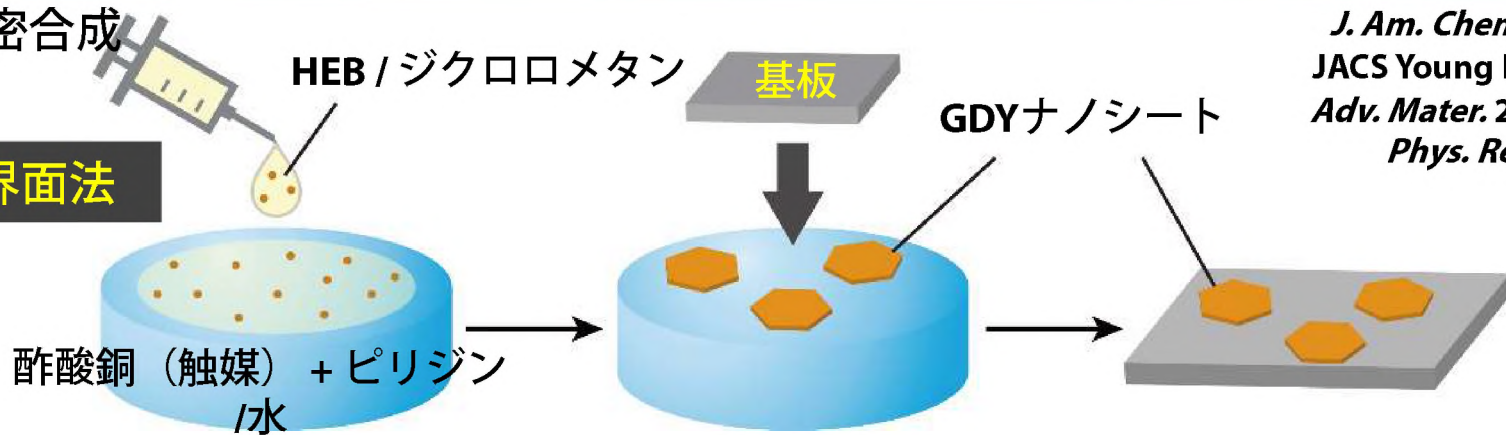 密合成
HEB / ジクロロメタン
基板
GDYナノシート
J. Am. Chem
JACS Young
Adv. Mater. 2
Phys. Re
界面法
酢酸銅（触媒） + ピリジン
/水